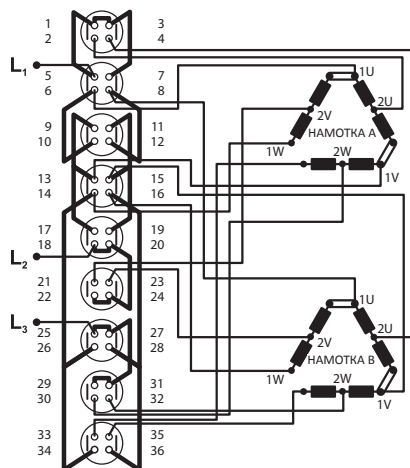 1 3
2 4
L1
5 7
6 8
9 11
10 12
13 15
14 16
17 19
L2
18 20
21 23
22 24
L3
25 27
26 28
29 31
30 32
33 35
34 36
1U
2V 2U
НАМОТКА A
1W 2W
1V
1U
2V 2U
НАМОТКА B
1W 2W
1V